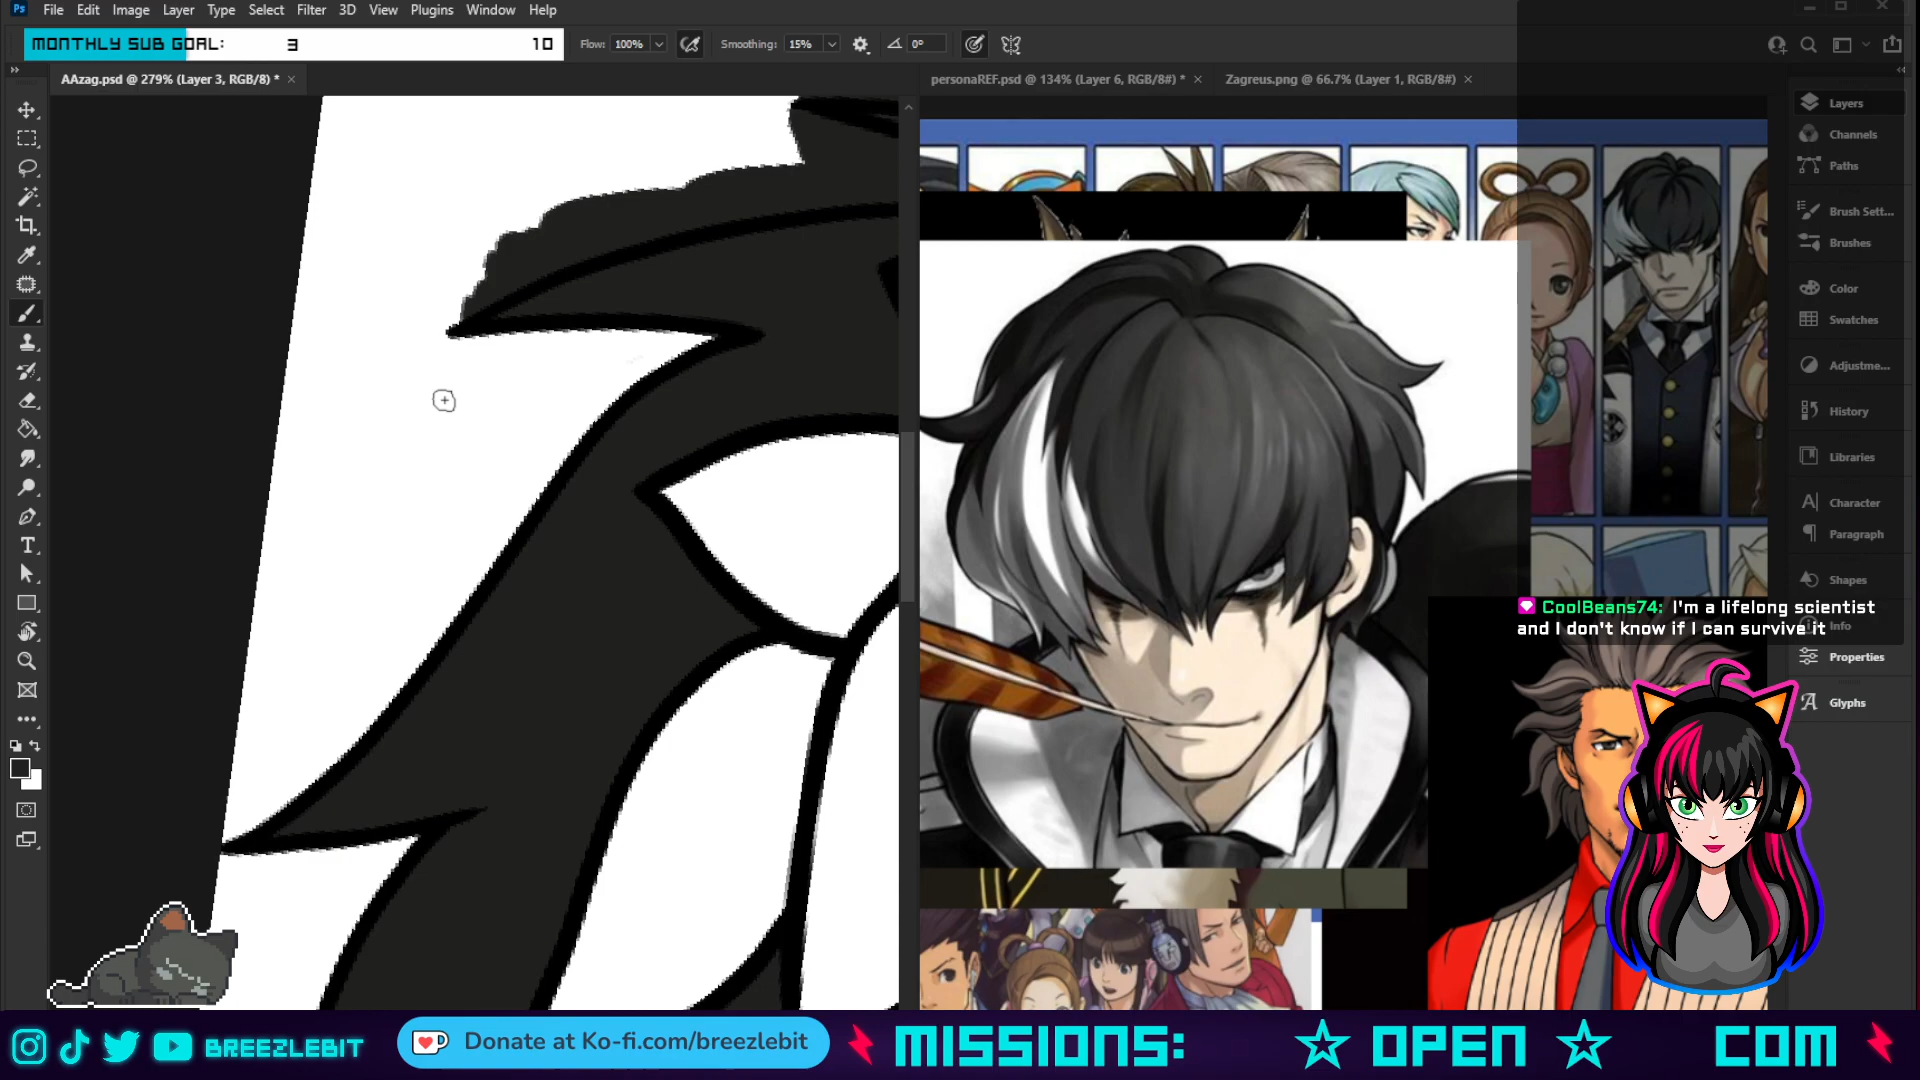 Ps File Edit Image Layer Type Select Filter 3D View Plugins Window Help
MONTHLY SUB GOAL: 3 10
Flow: 100% Smoothing: 15% 0°
AAzag.psd @ 279% (Layer 3, RGB/8) *
personaREF.psd @ 134% (Layer 6, RGB/8#) *
Zagreus.png @ 66.7% (Layer 1, RGB/8#)
Layers
Channels
Paths
Brush Sett...
Brushes
Color
Swatches
Adjustme...
History
Libraries
Character
Paragraph
Shapes
CoolBeans74: I'm a lifelong scientist
and I don't know if I can survive it
Info
Properties
Glyphs
BREEZLEBIT
Donate at Ko-fi.com/breezlebit
MISSIONS: OPEN COM